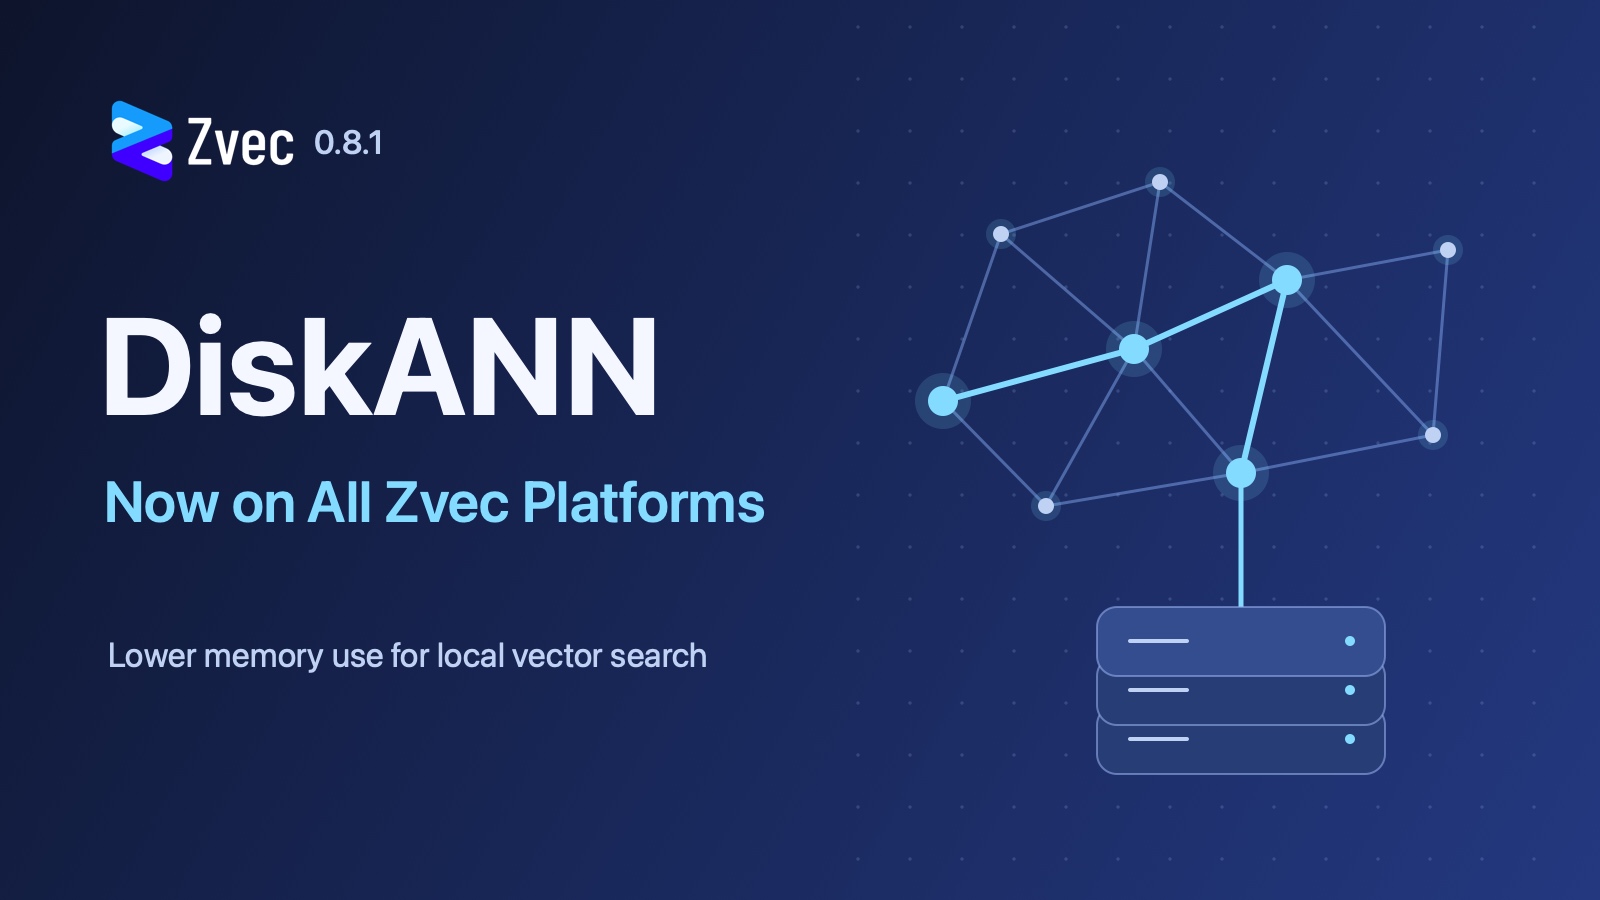 Zvec 0.8.1
DiskANN
Now on All Zvec Platforms
Lower memory use for local vector search